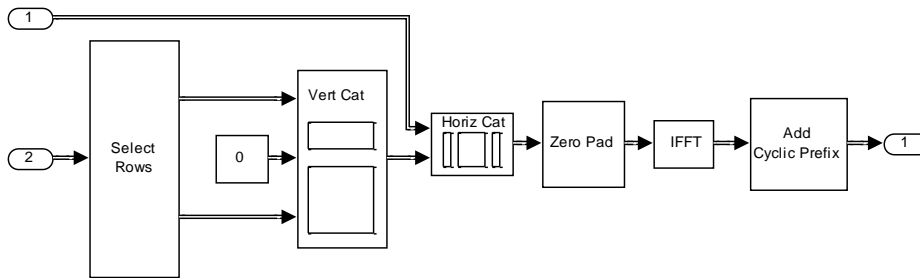 1
2
Select
Rows
0
Vert Cat
Horiz Cat
Zero Pad
IFFT
Add
Cyclic Prefix
1